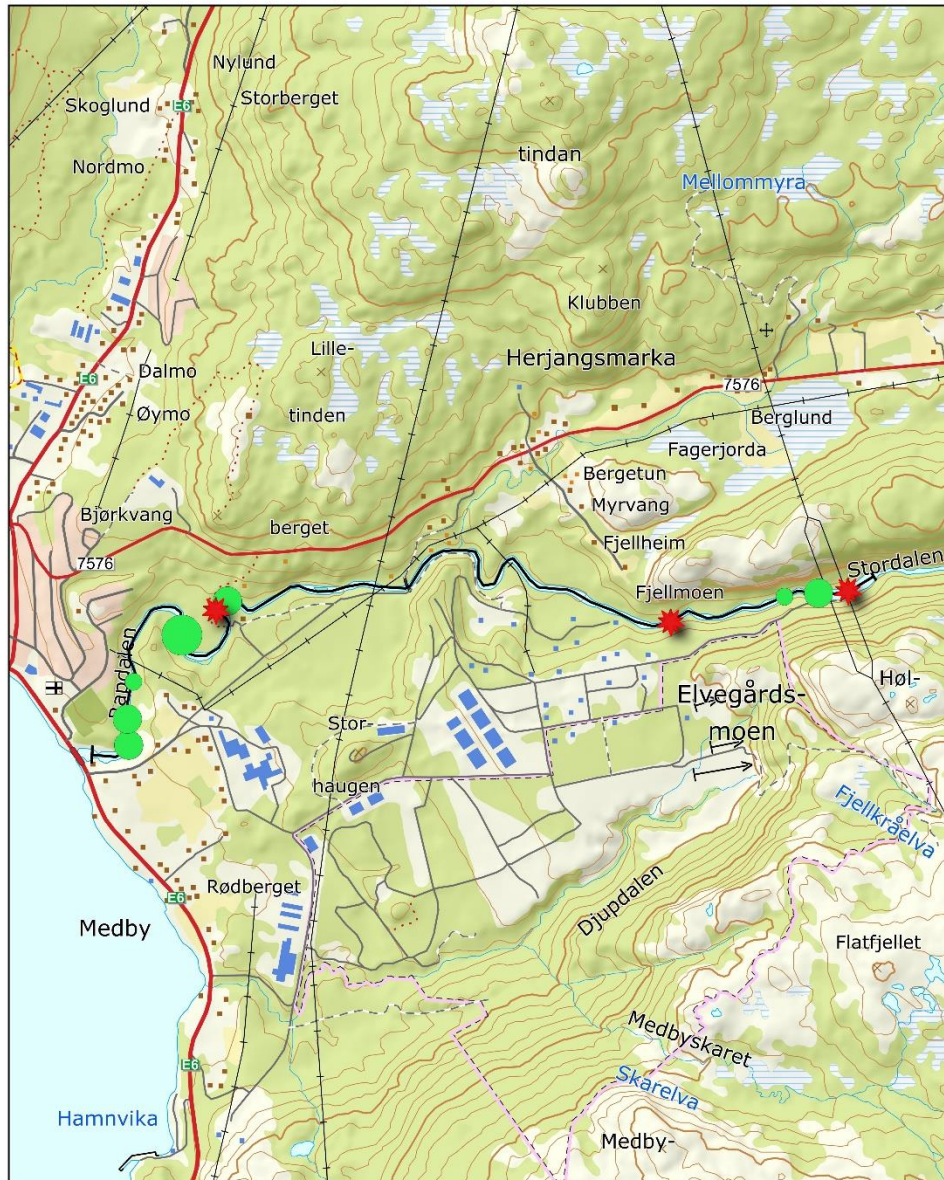 Nylund
Skoglund
E6
Storberget
Nordmo
tindan
Mellommyra
Klubben
Lille-
Herjangsmarka
E6
Dalmo
7576
Øymo
tinden
Berglund
Fagerjorda
Bergetun
Bjørkvang
berget
Myrvang
7576
Fjellheim
Stordalen
Fjellmoen
Høl-
Elvegårds-
moen
Stor-
haugen
Fjellkråelva
E6
Rødberget
Djupdalen
Medby
Flatfjellet
Medbyskaret
E6
Skarelva
Hamnvika
Medby-